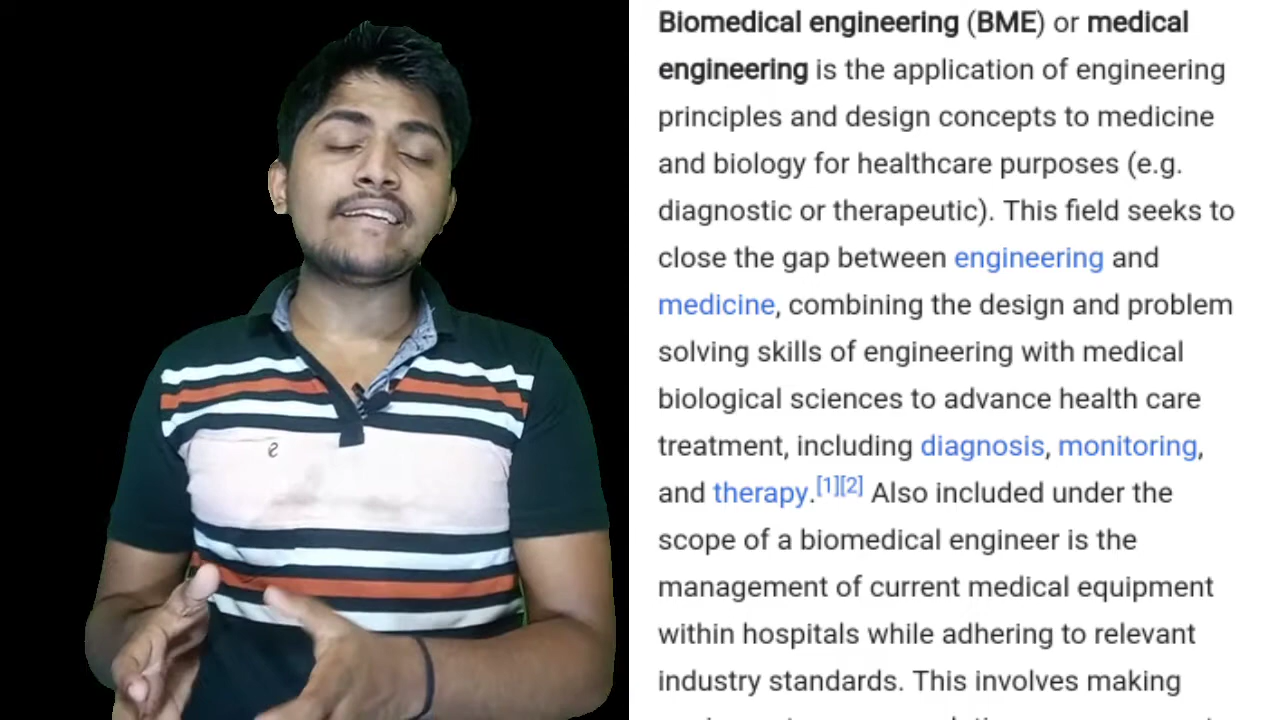 Biomedical engineering (BME) or medical
engineering is the application of engineering
principles and design concepts to medicine
and biology for healthcare purposes (e.g.
diagnostic or therapeutic). This field seeks to
close the gap between engineering and
medicine, combining the design and problem
solving skills of engineering with medical
biological sciences to advance health care
treatment, including diagnosis, monitoring,
and therapy.[1][2] Also included under the
scope of a biomedical engineer is the
management of current medical equipment
within hospitals while adhering to relevant
industry standards. This involves making